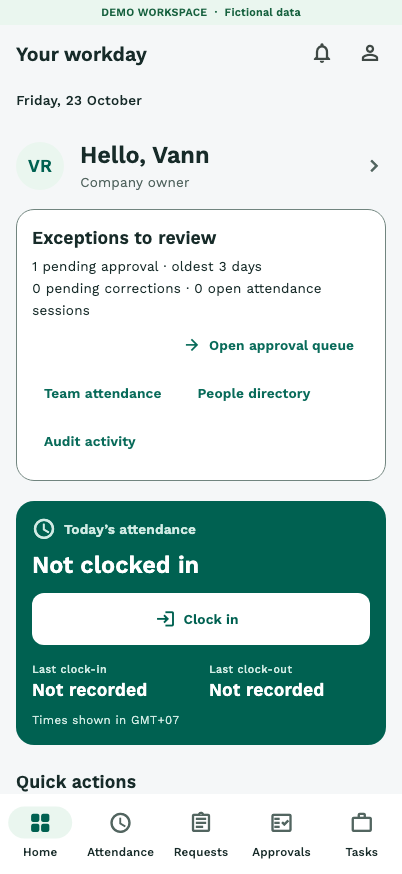 DEMO WORKSPACE · Fictional data
Your workday
Friday, 23 October
VR
Hello, Vann
Company owner
Exceptions to review
1 pending approval · oldest 3 days
0 pending corrections · 0 open attendance
sessions
Open approval queue
Team attendance
People directory
Audit activity
Today’s attendance
Not clocked in
Clock in
Last clock-in
Last clock-out
Not recorded
Not recorded
Times shown in GMT+07
Quick actions
Home
Attendance
Requests
Approvals
Tasks